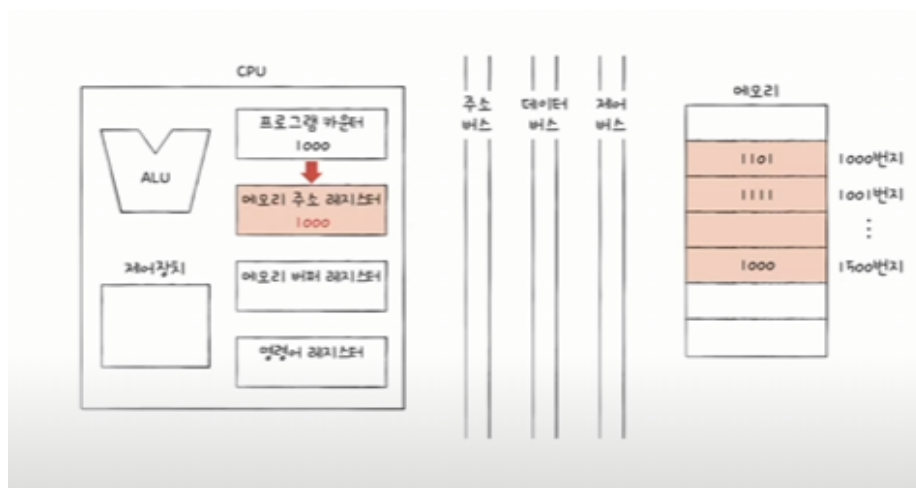 CPU
ALU
제어장치
프로그램 카운터
1000
메모리 주소 레지스터
1000
메모리 버퍼 레지스터
명령어 레지스터
주소
버스
데이터
버스
제어
버스
메모리
1101
1000번지
1111
1001번지
⋮
1000
1500번지